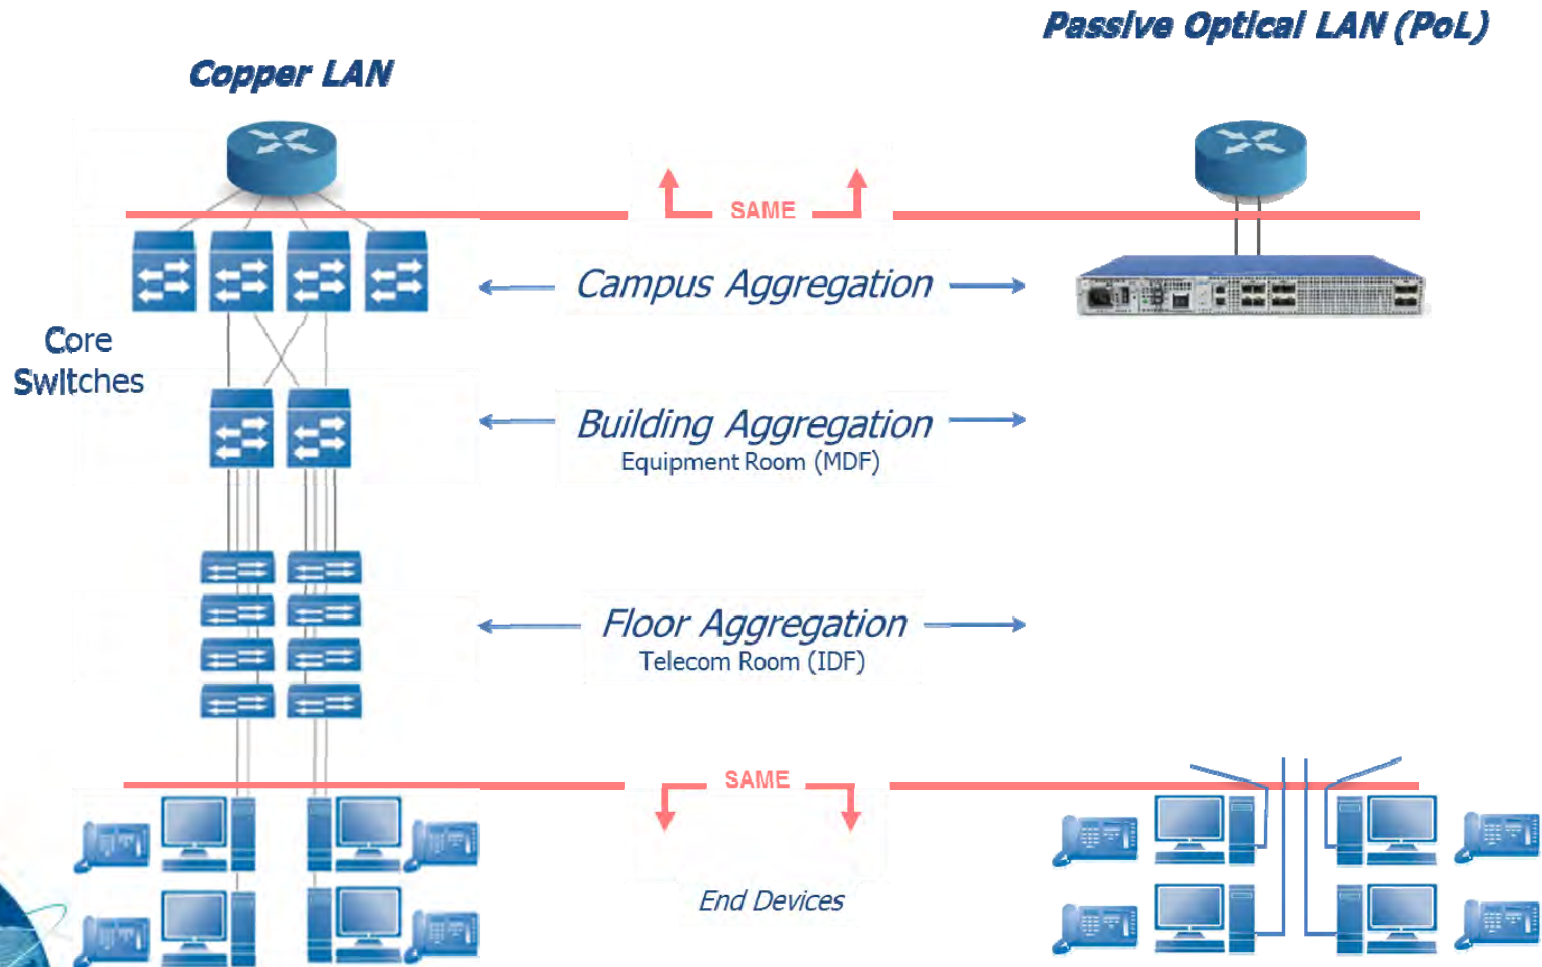 Passive Optical LAN (PoL)
Copper LAN
SAME
Campus Aggregation
Core
Switches
Building Aggregation
Equipment Room (MDF)
Floor Aggregation
Telecom Room (IDF)
SAME
End Devices